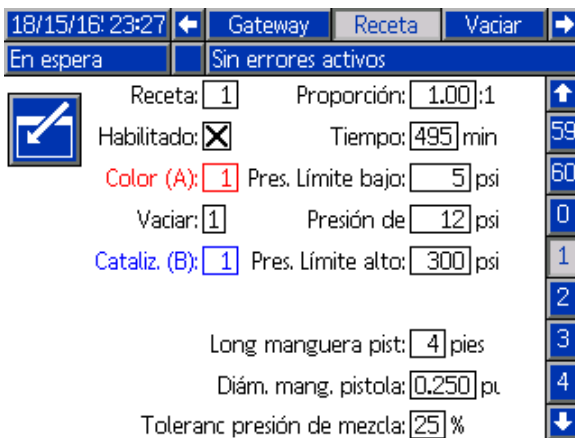 18/15/16 23:27 Gateway Receta Vaciar
En espera Sin errores activos
Receta: 1 Proporción: 1.00 :1
59
Habilitado: X Tiempo: 495 min
60
Color (A): 1 Pres. Límite bajo: 5 psi
0
Vaciar: 1 Presión de 12 psi
1
Cataliz. (B): 1 Pres. Límite alto: 300 psi
2
3
Long manguera pist: 4 pies
4
Diám. mang. pistola: 0.250 pu
Toleranc presión de mezcla: 25 %